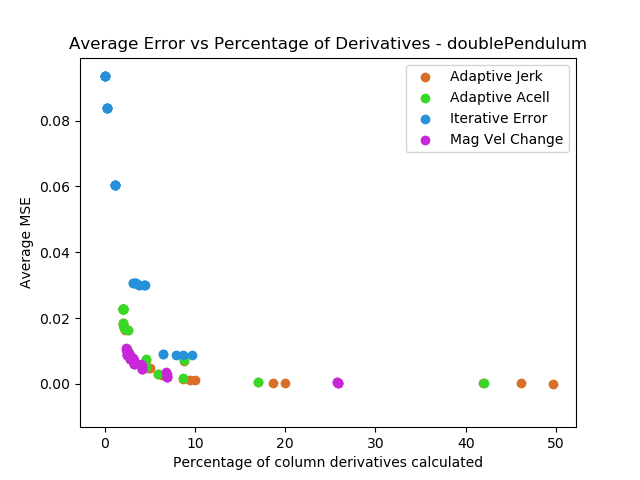 Average Error vs Percentage of Derivatives - doublePendulum
Adaptive Jerk
Adaptive Acell
Iterative Error
Mag Vel Change
Average MSE
0.08
0.06
0.04
0.02
0.00
0 10 20 30 40 50
Percentage of column derivatives calculated